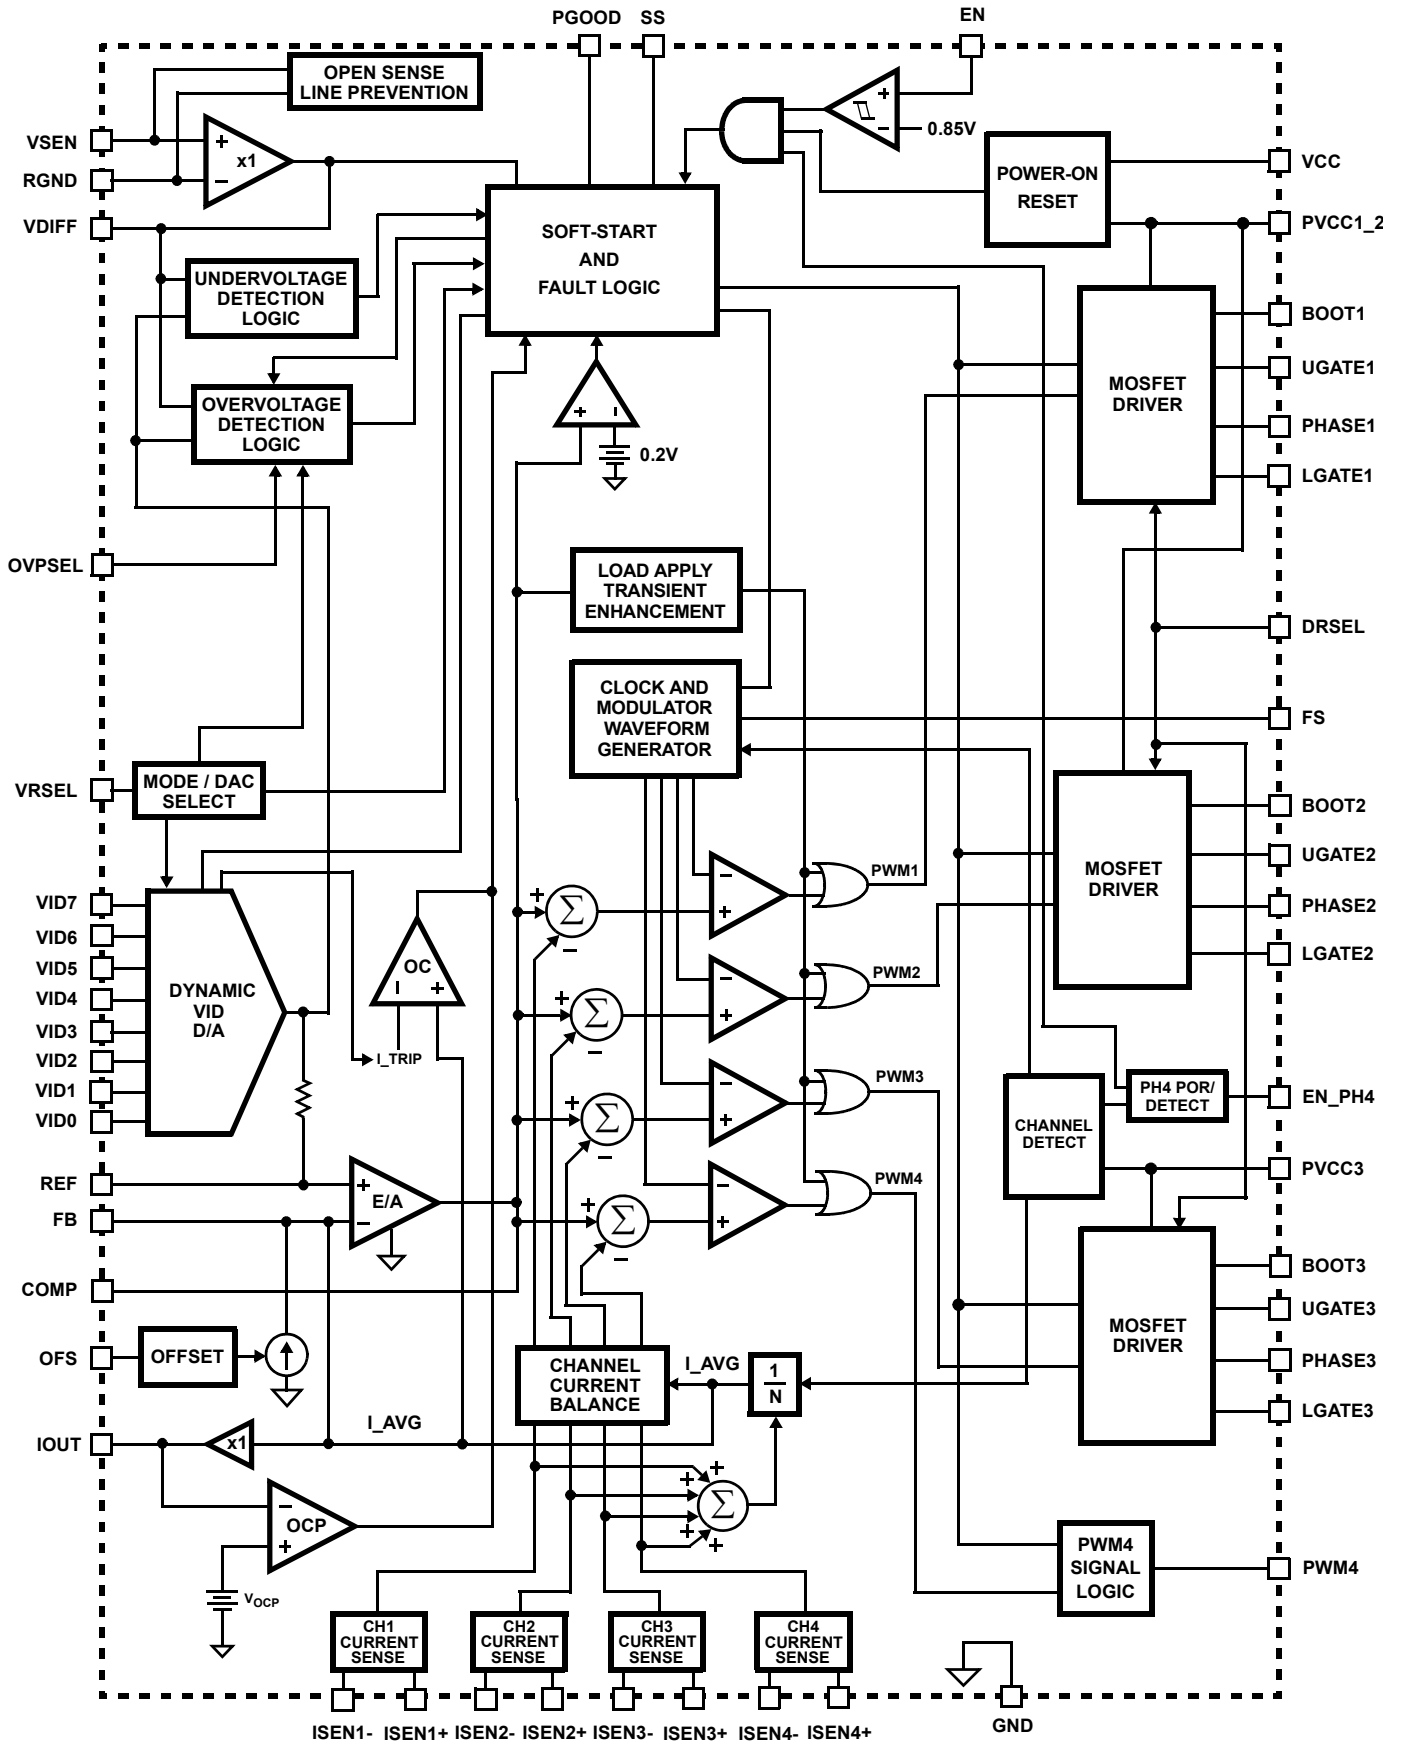 PGOOD
SS
EN
OPEN SENSE
LINE PREVENTION
VSEN
+
−
x1
RGND
VDIFF
+
−
0.85V
POWER-ON
RESET
VCC
PVCC1_2
SOFT-START
AND
FAULT LOGIC
UNDERVOLTAGE
DETECTION
LOGIC
OVERVOLTAGE
DETECTION
LOGIC
+
−
0.2V
MOSFET
DRIVER
BOOT1
UGATE1
PHASE1
LGATE1
OVPSEL
LOAD APPLY
TRANSIENT
ENHANCEMENT
DRSEL
CLOCK AND
MODULATOR
WAVEFORM
GENERATOR
FS
VRSEL
MODE / DAC
SELECT
MOSFET
DRIVER
BOOT2
UGATE2
PHASE2
LGATE2
VID7
VID6
VID5
VID4
VID3
VID2
VID1
VID0
DYNAMIC
VID
D/A
OC
−
+
I_TRIP
+
Σ
−
−
+
PWM1
+
Σ
−
−
+
PWM2
+
Σ
−
−
+
PWM3
+
Σ
−
−
+
PWM4
CHANNEL
DETECT
PH4 POR/
DETECT
EN_PH4
PVCC3
REF
FB
+
−
E/A
COMP
MOSFET
DRIVER
BOOT3
UGATE3
PHASE3
LGATE3
OFS
OFFSET
CHANNEL
CURRENT
BALANCE
I_AVG
1
N
IOUT
x1
I_AVG
−
+
OCP
VOCP
+
+
Σ
+
+
PWM4
SIGNAL
LOGIC
PWM4
CH1
CURRENT
SENSE
CH2
CURRENT
SENSE
CH3
CURRENT
SENSE
CH4
CURRENT
SENSE
ISEN1-
ISEN1+
ISEN2-
ISEN2+
ISEN3-
ISEN3+
ISEN4-
ISEN4+
GND